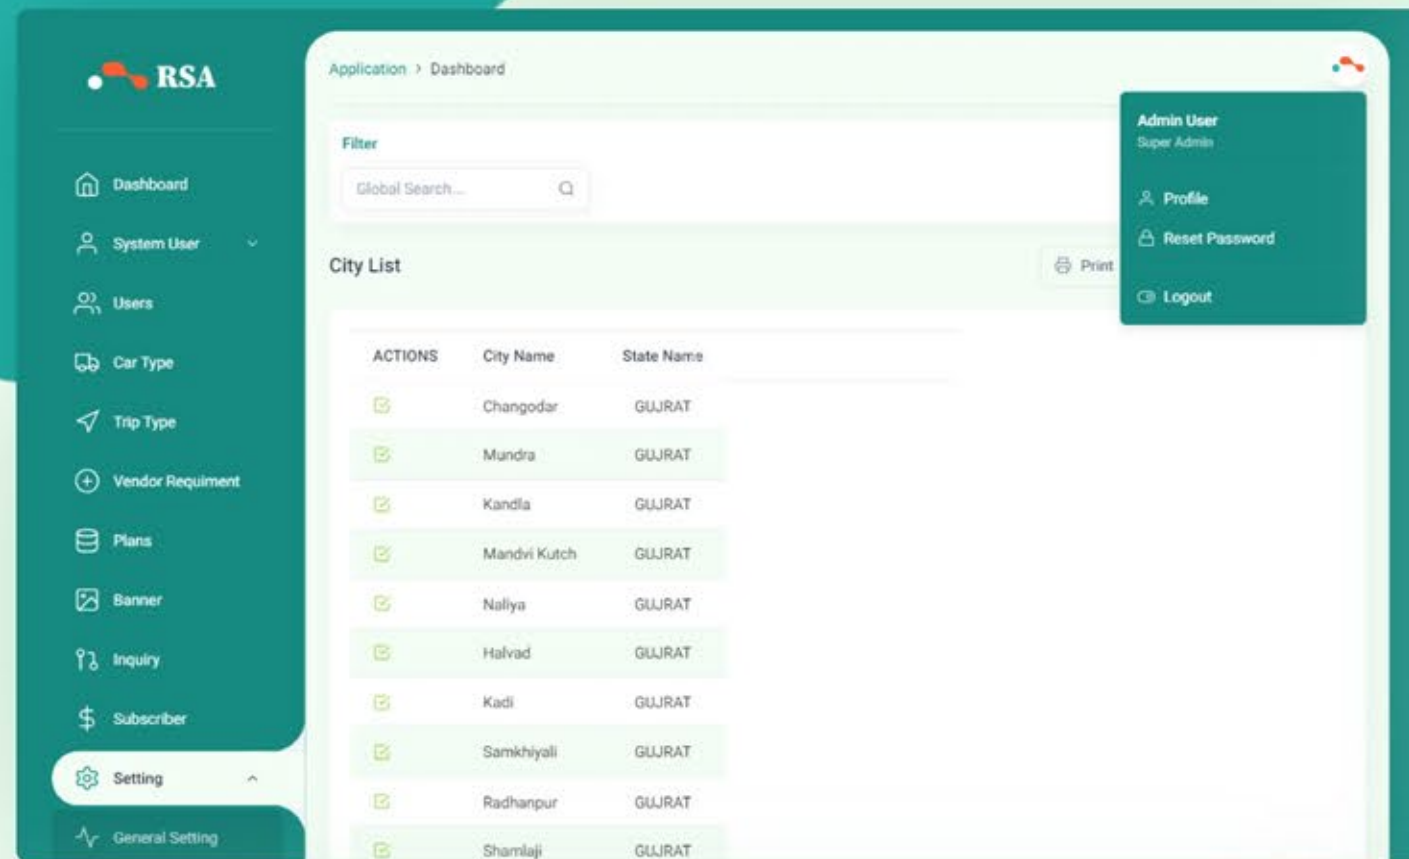 RSA
Dashboard
System User
Users
Car Type
Trip Type
Vendor Requiment
Plans
Banner
Inquiry
Subscriber
Setting
General Setting
Application > Dashboard
Admin User
Super Admin
Profile
Reset Password
Logout
Filter
Global Search...
City List
Print
ACTIONS City Name State Name
Changodar GUJRAT
Mundra GUJRAT
Kandla GUJRAT
Mandvi Kutch GUJRAT
Naliya GUJRAT
Halvad GUJRAT
Kadi GUJRAT
Samkhiyali GUJRAT
Radhanpur GUJRAT
Shamlaji GUJRAT